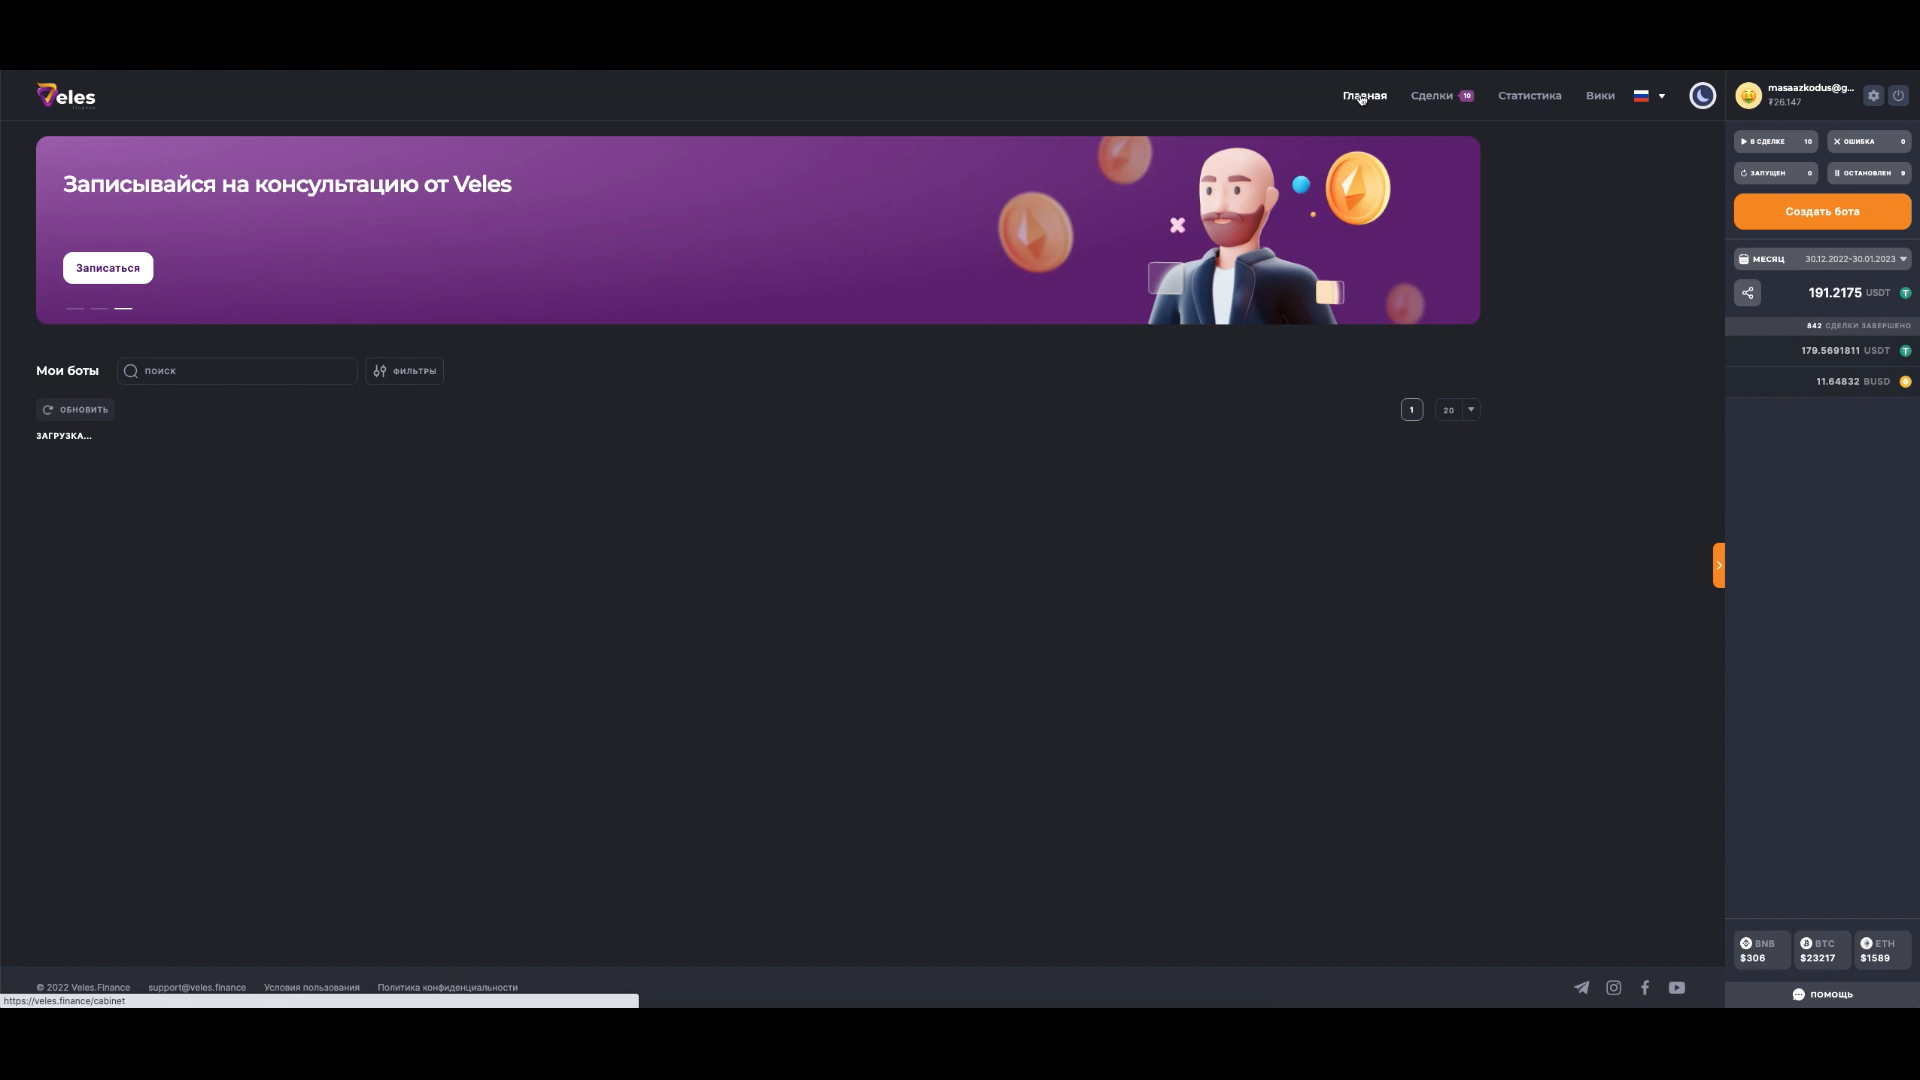 Veles
Главная
Сделки 10
Статистика
Вики
masaazkodus@g...
₮26.147
В СДЕЛКЕ 10
ОШИБКА 0
ЗАПУЩЕН 0
ОСТАНОВЛЕН 9
Создать бота
МЕСЯЦ 30.12.2022-30.01.2023
191.2175 USDT
842 СДЕЛКИ ЗАВЕРШЕНО
179.5691811 USDT
11.64832 BUSD
Записывайся на консультацию от Veles
Записаться
Мои боты
ПОИСК
ФИЛЬТРЫ
ОБНОВИТЬ
1
20
ЗАГРУЗКА...
BNB
$306
BTC
$23217
ETH
$1589
ПОМОЩЬ
© 2022 Veles.Finance
support@veles.finance
Условия пользования
Политика конфиденциальности
https://veles.finance/cabinet